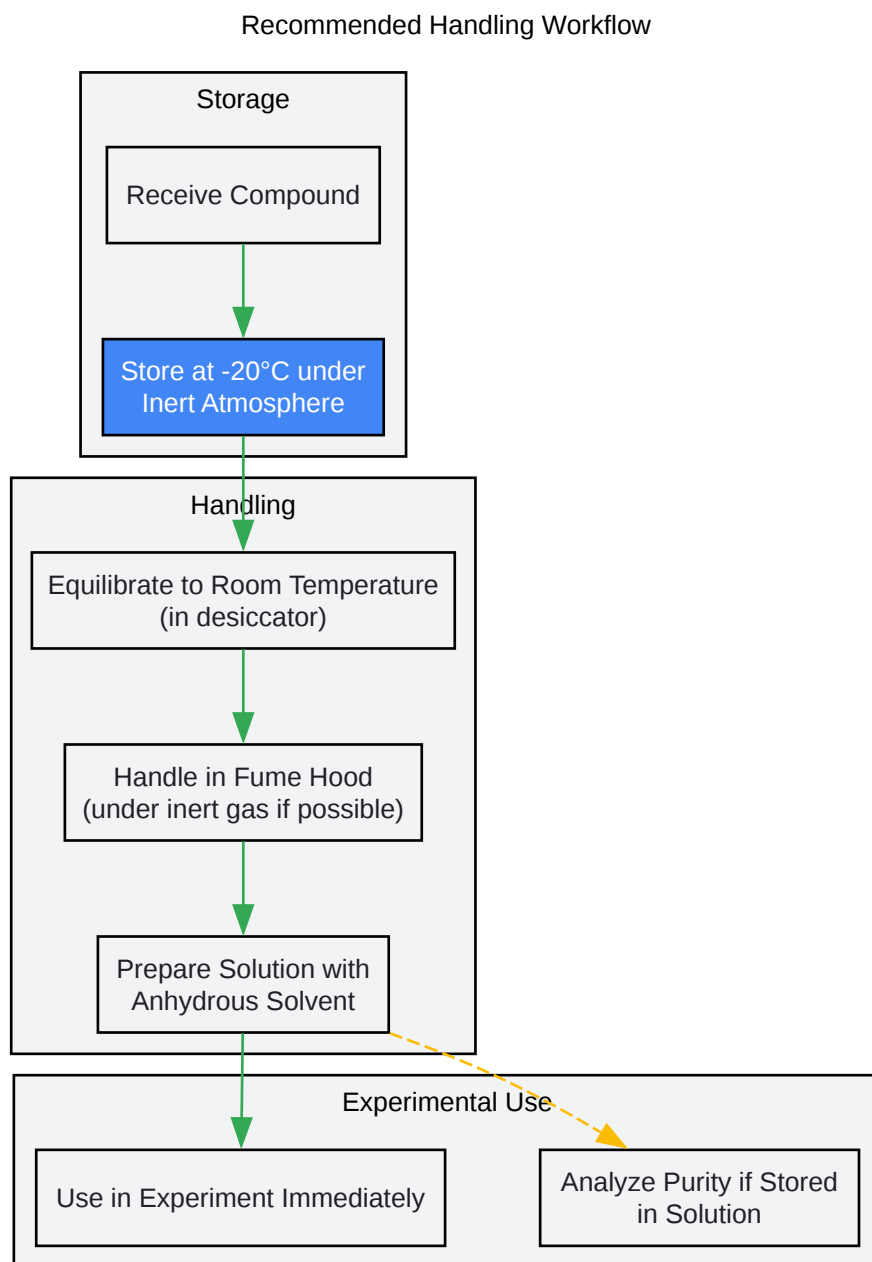 Recommended Handling Workflow
Storage
Receive Compound
Store at -20°C under
Inert Atmosphere
Handling
Equilibrate to Room Temperature
(in desiccator)
Handle in Fume Hood
(under inert gas if possible)
Prepare Solution with
Anhydrous Solvent
Experimental Use
Use in Experiment Immediately
Analyze Purity if Stored
in Solution